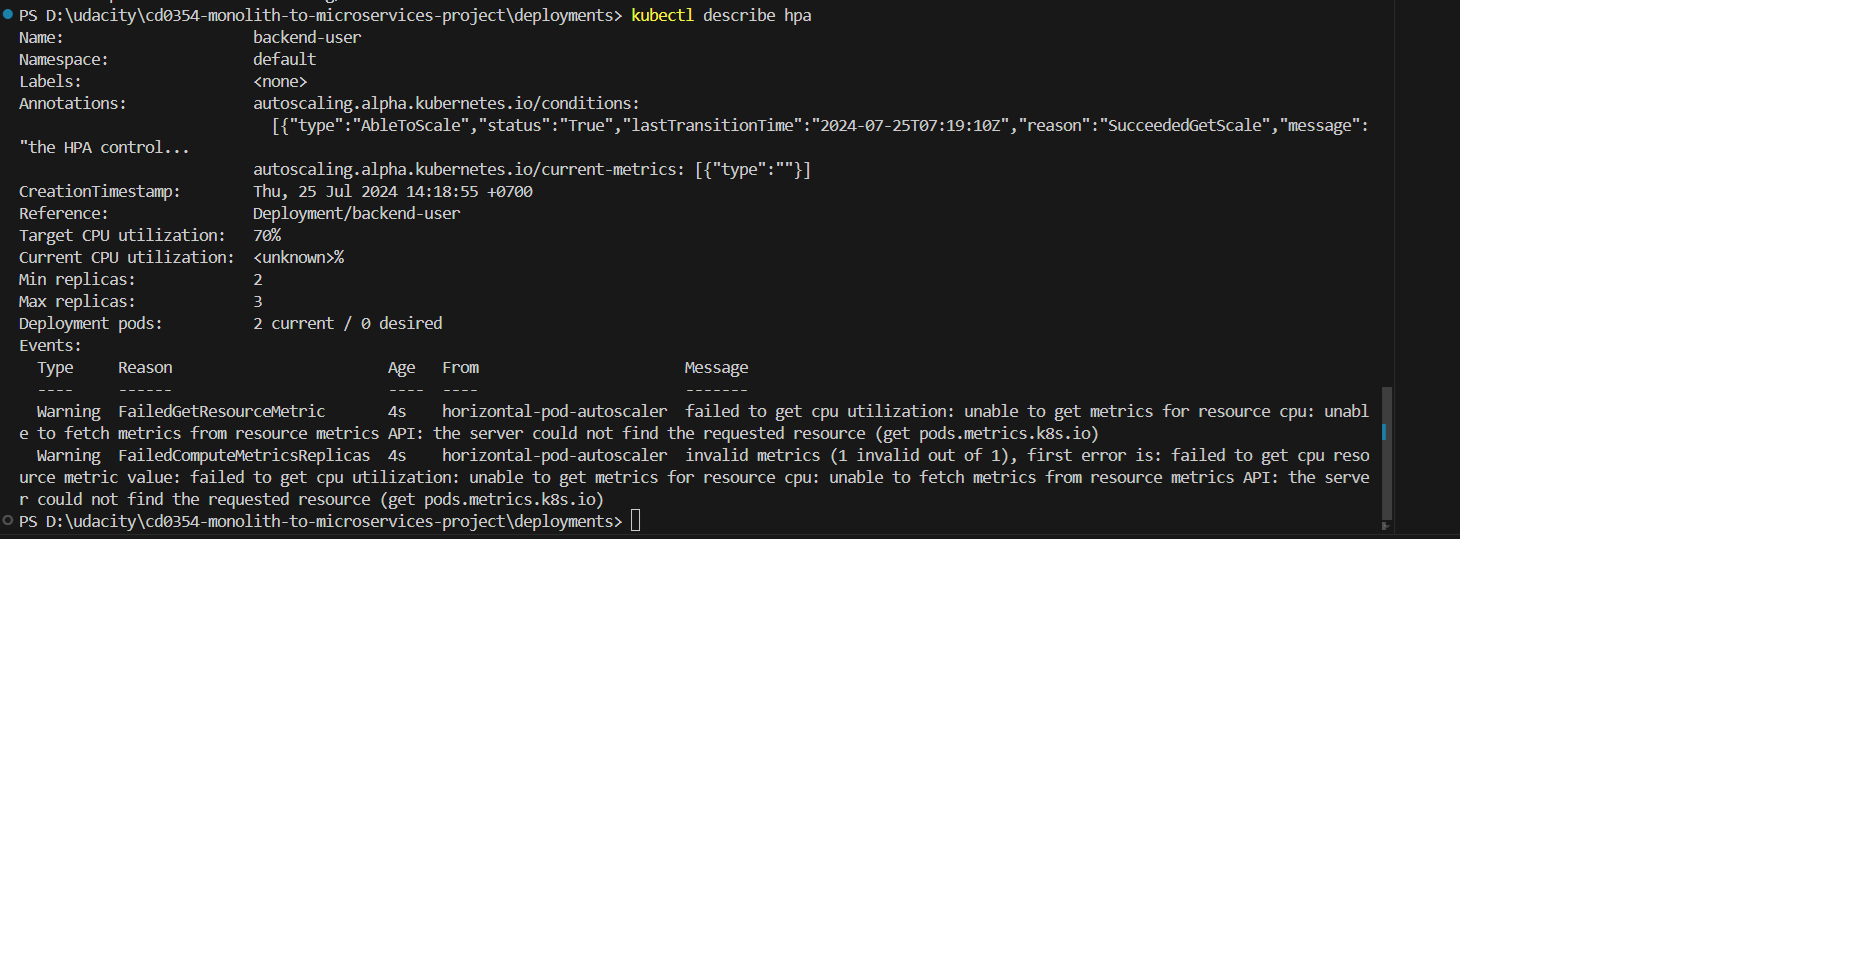 PS D:\udacity\cd0354-monolith-to-microservices-project\deployments> kubectl describe hpa
Name:                     backend-user
Namespace:                default
Labels:                   <none>
Annotations:              autoscaling.alpha.kubernetes.io/conditions:
                            [{"type":"AbleToScale","status":"True","lastTransitionTime":"2024-07-25T07:19:10Z","reason":"SucceededGetScale","message":
"the HPA control...
                          autoscaling.alpha.kubernetes.io/current-metrics: [{"type":""}]
CreationTimestamp:        Thu, 25 Jul 2024 14:18:55 +0700
Reference:                Deployment/backend-user
Target CPU utilization:   70%
Current CPU utilization:  <unknown>%
Min replicas:             2
Max replicas:             3
Deployment pods:          2 current / 0 desired
Events:
  Type     Reason                        Age   From                       Message
  ----     ------                        ----  ----                       -------
  Warning  FailedGetResourceMetric       4s    horizontal-pod-autoscaler  failed to get cpu utilization: unable to get metrics for resource cpu: unabl
e to fetch metrics from resource metrics API: the server could not find the requested resource (get pods.metrics.k8s.io)
  Warning  FailedComputeMetricsReplicas  4s    horizontal-pod-autoscaler  invalid metrics (1 invalid out of 1), first error is: failed to get cpu reso
urce metric value: failed to get cpu utilization: unable to get metrics for resource cpu: unable to fetch metrics from resource metrics API: the serve
r could not find the requested resource (get pods.metrics.k8s.io)
PS D:\udacity\cd0354-monolith-to-microservices-project\deployments>